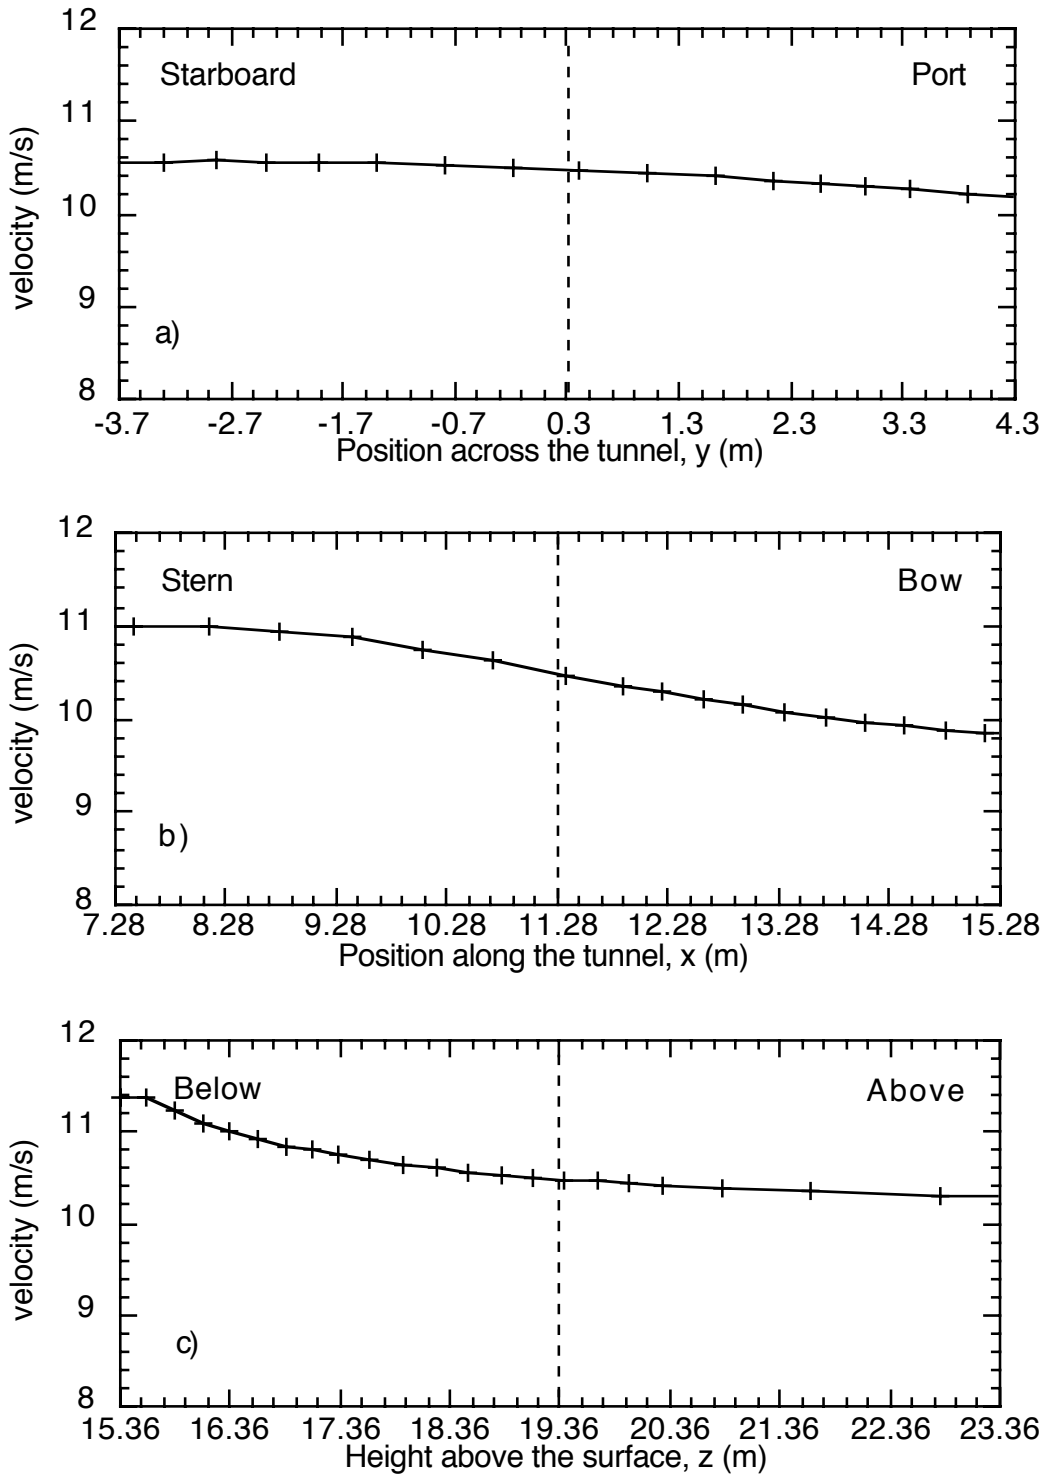 12
Starboard Port
11
velocity (m/s)
10
9
a)
8
-3.7 -2.7 -1.7 -0.7 0.3 1.3 2.3 3.3 4.3
Position across the tunnel, y (m)
12
Stern Bow
11
velocity (m/s)
10
9
b)
8
7.28 8.28 9.28 10.28 11.28 12.28 13.28 14.28 15.28
Position along the tunnel, x (m)
12
Below Above
11
velocity (m/s)
10
9
c)
8
15.36 16.36 17.36 18.36 19.36 20.36 21.36 22.36 23.36
Height above the surface, z (m)